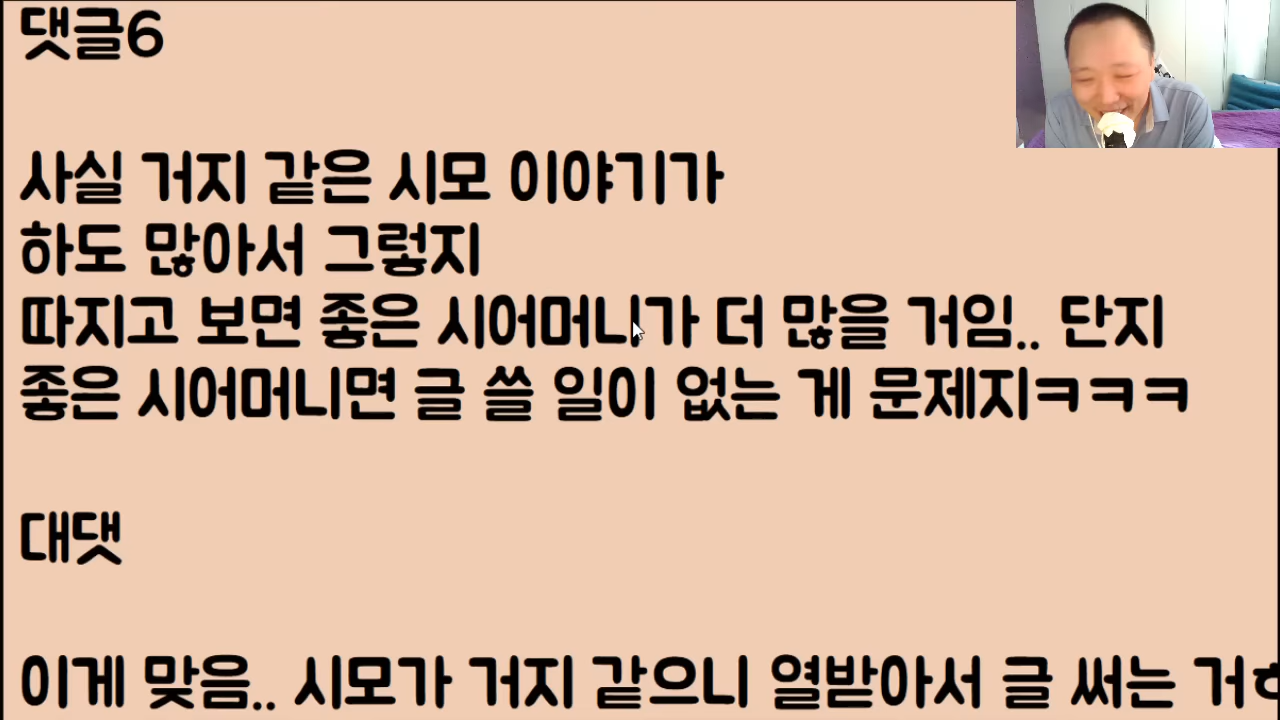 댓글6
사실 거지 같은 시모 이야기가
하도 많아서 그렇지
따지고 보면 좋은 시어머니가 더 많을 거임.. 단지
좋은 시어머니면 글 쓸 일이 없는 게 문제지ㅋㅋㅋ
대댓
이게 맞음.. 시모가 거지 같으니 열받아서 글 써는